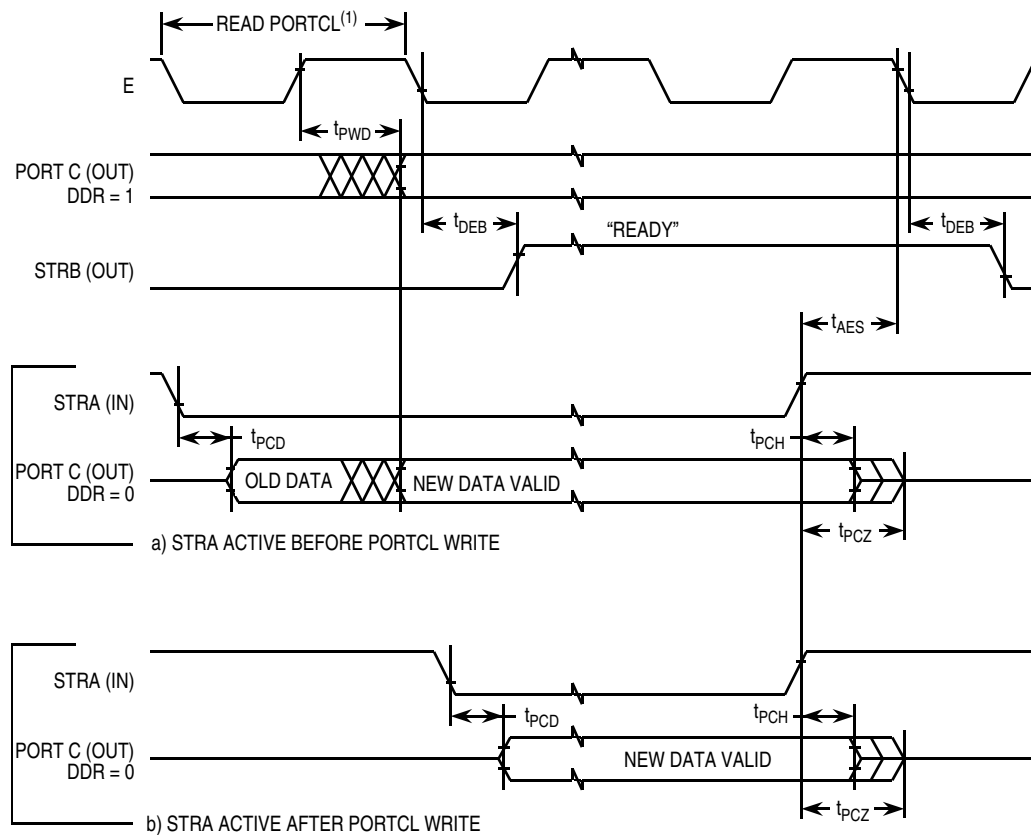 READ PORTCL(1)
E
tPWD
PORT C (OUT)
DDR = 1
tDEB
"READY"
tDEB
STRB (OUT)
tAES
STRA (IN)
tPCD
tPCH
PORT C (OUT)
DDR = 0
OLD DATA
NEW DATA VALID
tPCZ
a) STRA ACTIVE BEFORE PORTCL WRITE
STRA (IN)
tPCD
tPCH
PORT C (OUT)
DDR = 0
NEW DATA VALID
tPCZ
b) STRA ACTIVE AFTER PORTCL WRITE